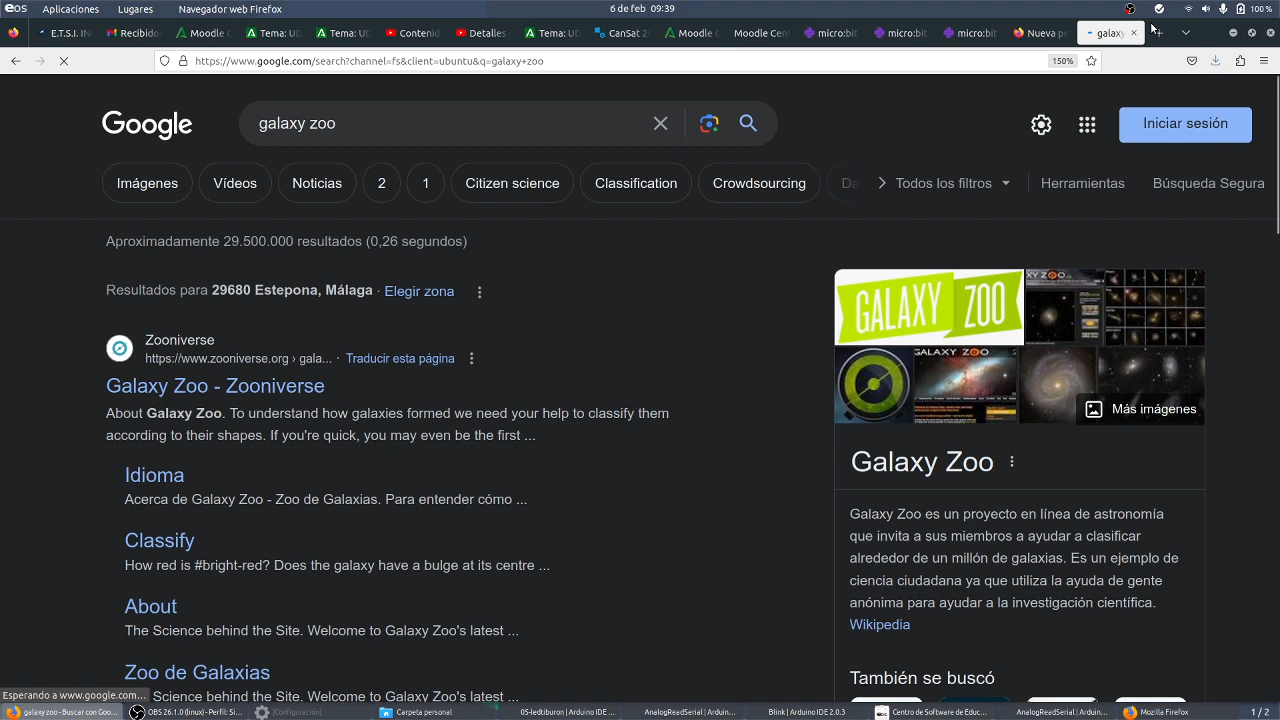 eos Aplicaciones Lugares Navegador web Firefox 6 de feb 09:39 100 %
E.T.S.I. IN Recibido Moodle C Tema: UD Tema: UD Contenid Detalles Tema: UD CanSat 2 Moodle C Moodle Cen micro:bit micro:bit micro:bit Nueva pe galaxy
https://www.google.com/search?channel=fs&client=ubuntu&q=galaxy+zoo 150%
Google galaxy zoo Iniciar sesión
Imágenes Vídeos Noticias 2 1 Citizen science Classification Crowdsourcing Da Todos los filtros Herramientas Búsqueda Segura
Aproximadamente 29.500.000 resultados (0,26 segundos)
Resultados para 29680 Estepona, Málaga · Elegir zona
Zooniverse
https://www.zooniverse.org › gala... · Traducir esta página
Galaxy Zoo - Zooniverse
About Galaxy Zoo. To understand how galaxies formed we need your help to classify them
according to their shapes. If you're quick, you may even be the first ...
Idioma
Acerca de Galaxy Zoo - Zoo de Galaxias. Para entender cómo ...
Classify
How red is #bright-red? Does the galaxy have a bulge at its centre ...
About
The Science behind the Site. Welcome to Galaxy Zoo's latest ...
Zoo de Galaxias
Science behind the Site. Welcome to Galaxy Zoo's latest ...
GALAXY ZOO
GALAXY ZOO
Más imágenes
Galaxy Zoo
Galaxy Zoo es un proyecto en línea de astronomía
que invita a sus miembros a ayudar a clasificar
alrededor de un millón de galaxias. Es un ejemplo de
ciencia ciudadana ya que utiliza la ayuda de gente
anónima para ayudar a la investigación científica.
Wikipedia
También se buscó
Esperando a www.google.com...
galaxy zoo - Buscar con Goo... OBS 26.1.0 (linux) - Perfil: Si... [Configuración] Carpeta personal 05-ledtiburon | Arduino IDE ... AnalogReadSerial | Arduin... Blink | Arduino IDE 2.0.3 Centro de Software de Educ... AnalogReadSerial | Arduin... Mozilla Firefox 1 / 2